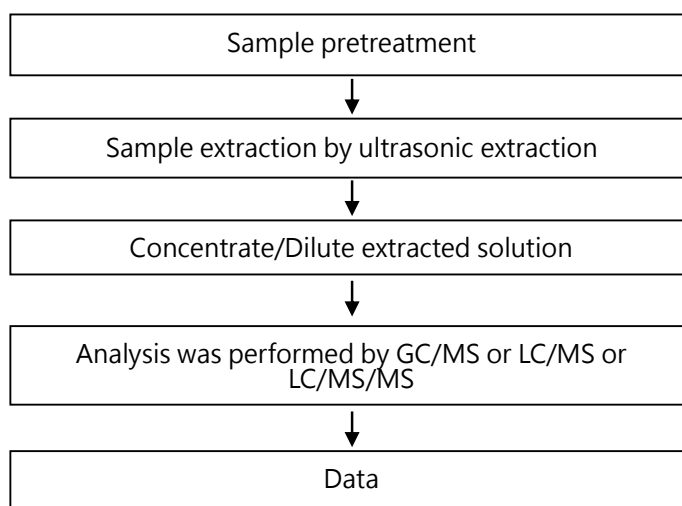 Sample pretreatment
Sample extraction by ultrasonic extraction
Concentrate/Dilute extracted solution
Analysis was performed by GC/MS or LC/MS or
LC/MS/MS
Data